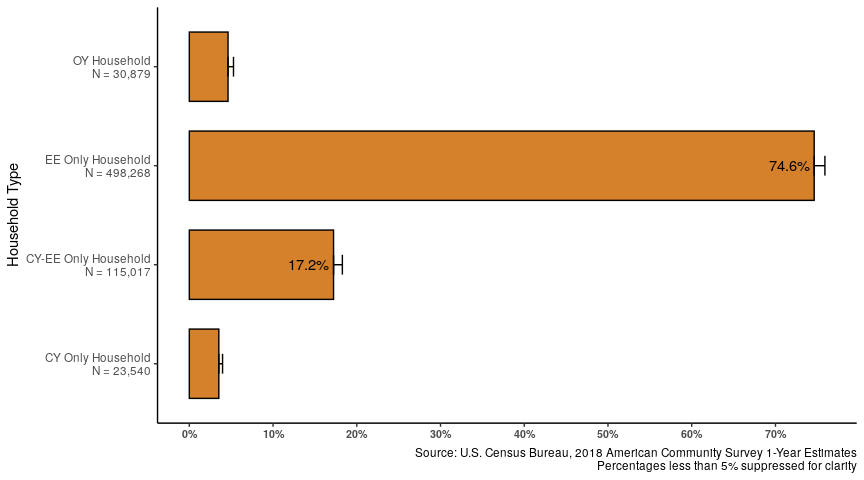 Household Type
OY Household
N = 30,879
EE Only Household
N = 498,268
74.6%
CY-EE Only Household
N = 115,017
17.2%
CY Only Household
N = 23,540
0%
10%
20%
30%
40%
50%
60%
70%
Source: U.S. Census Bureau, 2018 American Community Survey 1-Year Estimates
Percentages less than 5% suppressed for clarity